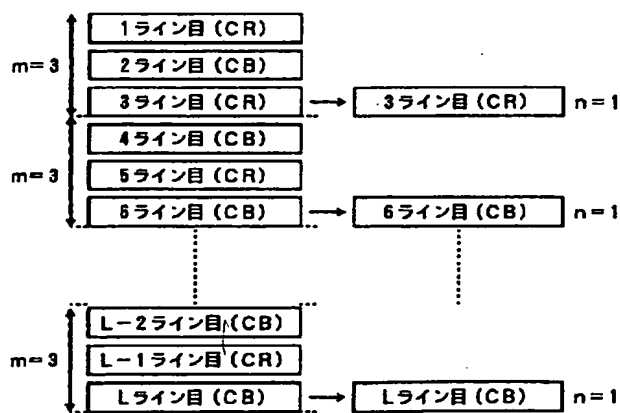 1ライン目(CR)
m=3
2ライン目(CB)
3ライン目(CR)
3ライン目(CR)
n=1
4ライン目(CB)
m=3
5ライン目(CR)
6ライン目(CB)
6ライン目(CB)
n=1
L-2ライン目(CB)
m=3
L-1ライン目(CR)
Lライン目(CB)
Lライン目(CB)
n=1